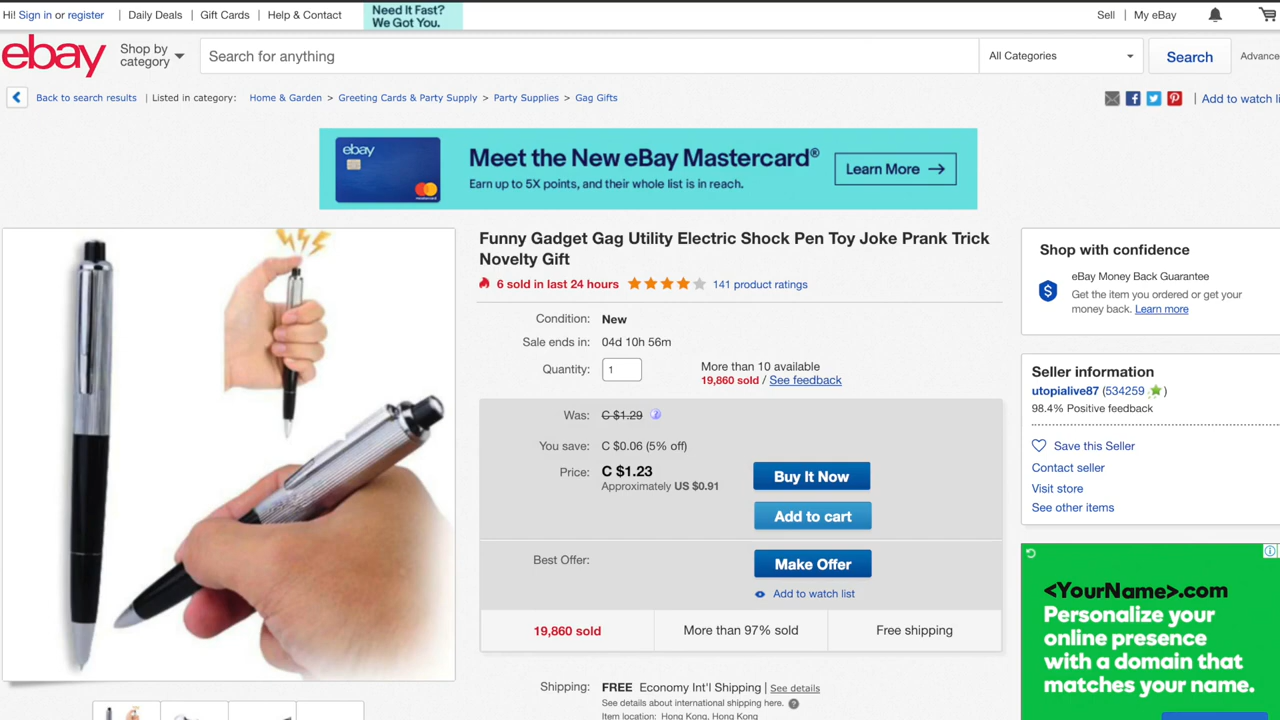 Hi! Sign in or register | Daily Deals | Gift Cards | Help & Contact
Need It Fast?
We Got You.
Sell | My eBay
ebay
Shop by
category
Search for anything
All Categories
Search
Advance
Back to search results | Listed in category: Home & Garden > Greeting Cards & Party Supply > Party Supplies > Gag Gifts
| Add to watch li
ebay
Meet the New eBay Mastercard®
Earn up to 5X points, and their whole list is in reach.
Learn More →
Funny Gadget Gag Utility Electric Shock Pen Toy Joke Prank Trick
Novelty Gift
6 sold in last 24 hours
141 product ratings
Condition: New
Sale ends in: 04d 10h 56m
Quantity: 1
More than 10 available
19,860 sold / See feedback
Was: C $1.29
You save: C $0.06 (5% off)
Price: C $1.23
Approximately US $0.91
Buy It Now
Add to cart
Best Offer:
Make Offer
Add to watch list
19,860 sold
More than 97% sold
Free shipping
Shipping: FREE Economy Int'l Shipping | See details
See details about international shipping here.
Item location: Hong Kong, Hong Kong
Shop with confidence
eBay Money Back Guarantee
Get the item you ordered or get your
money back. Learn more
Seller information
utopialive87 (534259 )
98.4% Positive feedback
Save this Seller
Contact seller
Visit store
See other items
<YourName>.com
Personalize your
online presence
with a domain that
matches your name.